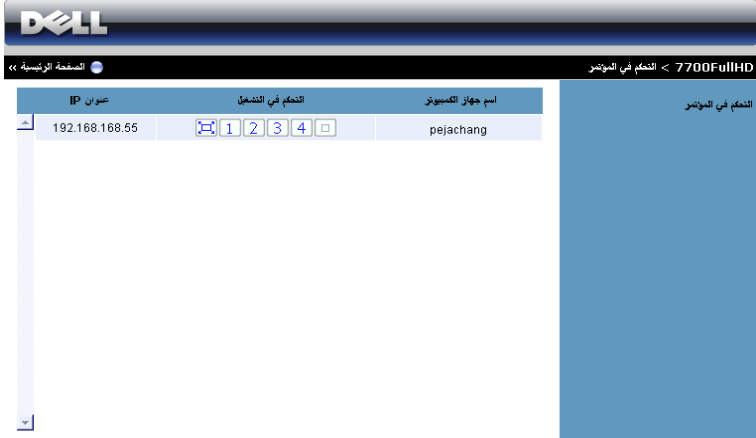 DELL
7700FullHD > التحكم في المؤتمر
الصفحة الرئيسية »
التحكم في المؤتمر
اسم جهاز الكمبيوتر التحكم في التشغيل عنوان IP
pejachang 1 2 3 4 192.168.168.55